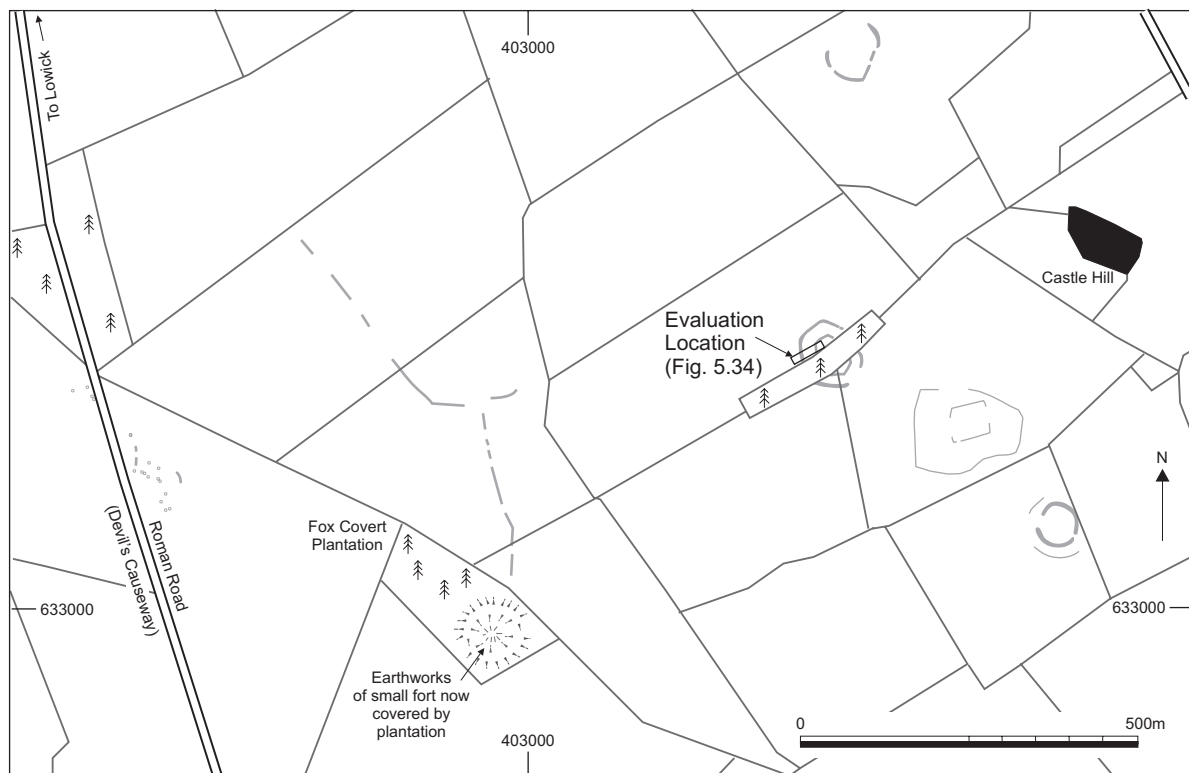 To Lowick
403000
Castle Hill
Evaluation
Location
(Fig. 5.34)
N
Fox Covert
Plantation
Roman Road
(Devil's Causeway)
633000
633000
Earthworks
of small fort now
covered by
plantation
403000
0
500m